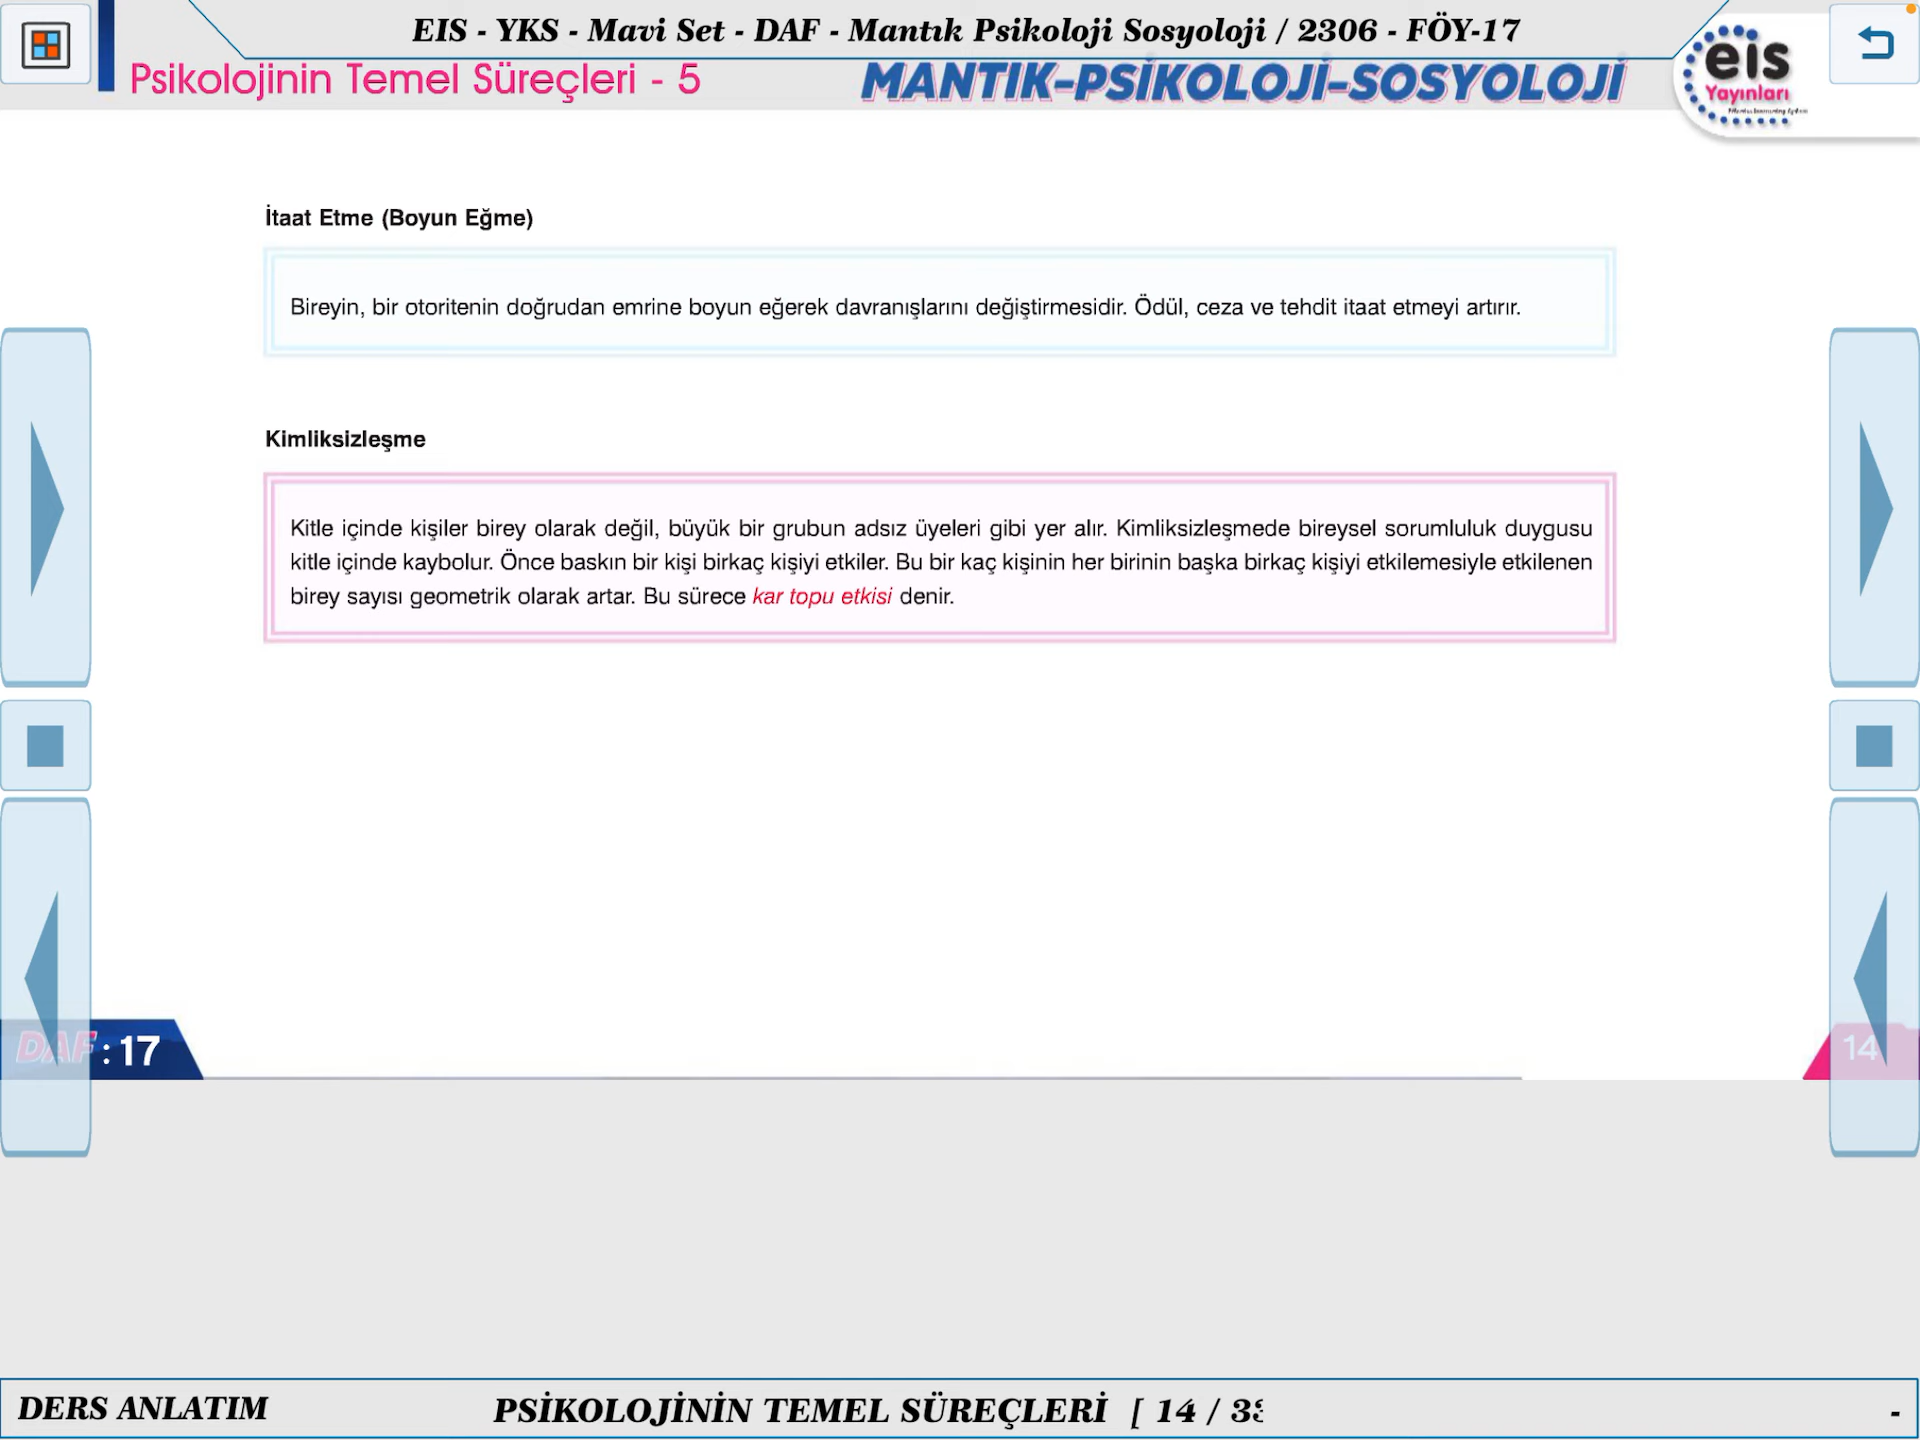 EIS - YKS - Mavi Set - DAF - Mantık Psikoloji Sosyoloji / 2306 - FÖY-17
Psikolojinin Temel Süreçleri - 5
MANTIK-PSİKOLOJİ-SOSYOLOJİ
eis
Yayınları
İtaat Etme (Boyun Eğme)
Bireyin, bir otoritenin doğrudan emrine boyun eğerek davranışlarını değiştirmesidir. Ödül, ceza ve tehdit itaat etmeyi artırır.
Kimliksizleşme
Kitle içinde kişiler birey olarak değil, büyük bir grubun adsız üyeleri gibi yer alır. Kimliksizleşmede bireysel sorumluluk duygusu
kitle içinde kaybolur. Önce baskın bir kişi birkaç kişiyi etkiler. Bu bir kaç kişinin her birinin başka birkaç kişiyi etkilemesiyle etkilenen
birey sayısı geometrik olarak artar. Bu sürece kar topu etkisi denir.
DAF : 17
14
DERS ANLATIM
PSİKOLOJİNİN TEMEL SÜREÇLERİ [ 14 /
-